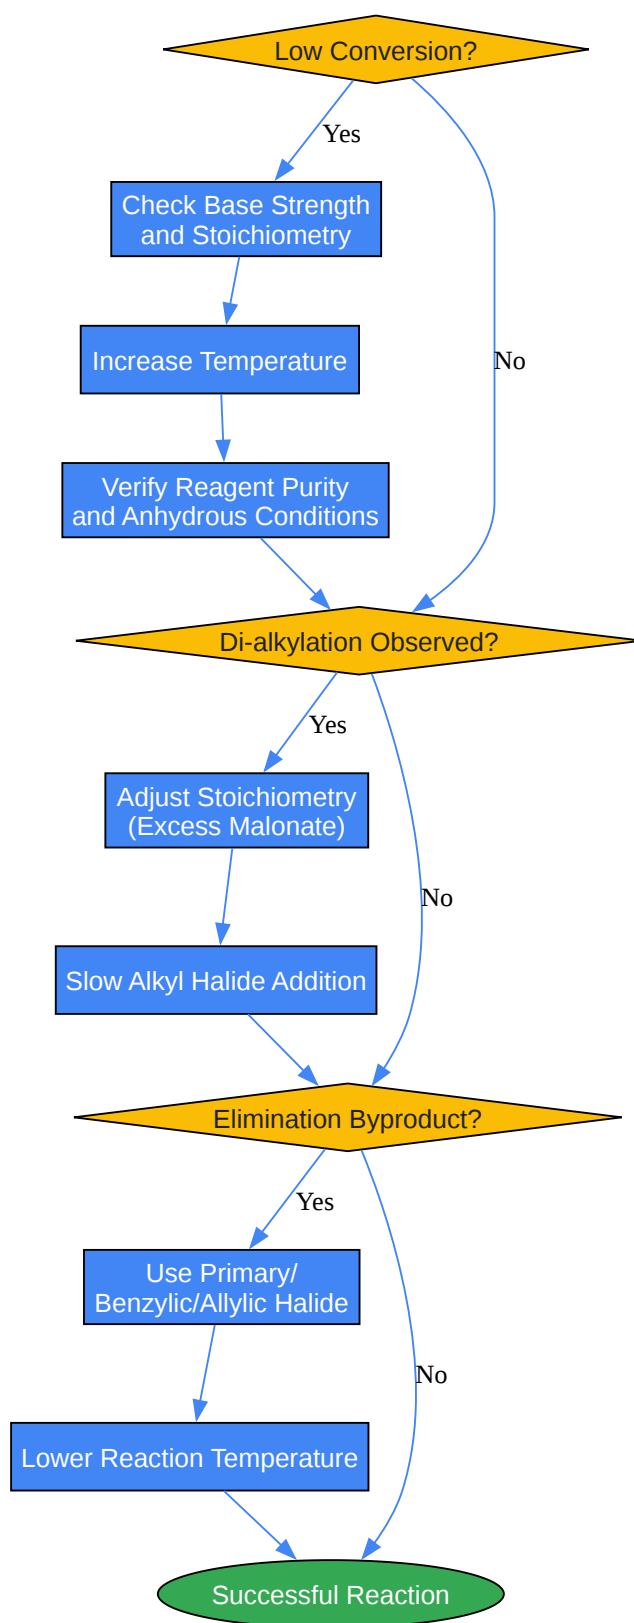 Low Conversion?
Yes
Check Base Strength
and Stoichiometry
Increase Temperature
No
Verify Reagent Purity
and Anhydrous Conditions
Di-alkylation Observed?
Yes
Adjust Stoichiometry
(Excess Malonate)
No
Slow Alkyl Halide Addition
Elimination Byproduct?
Yes
Use Primary/
Benzylic/Allylic Halide
No
Lower Reaction Temperature
Successful Reaction